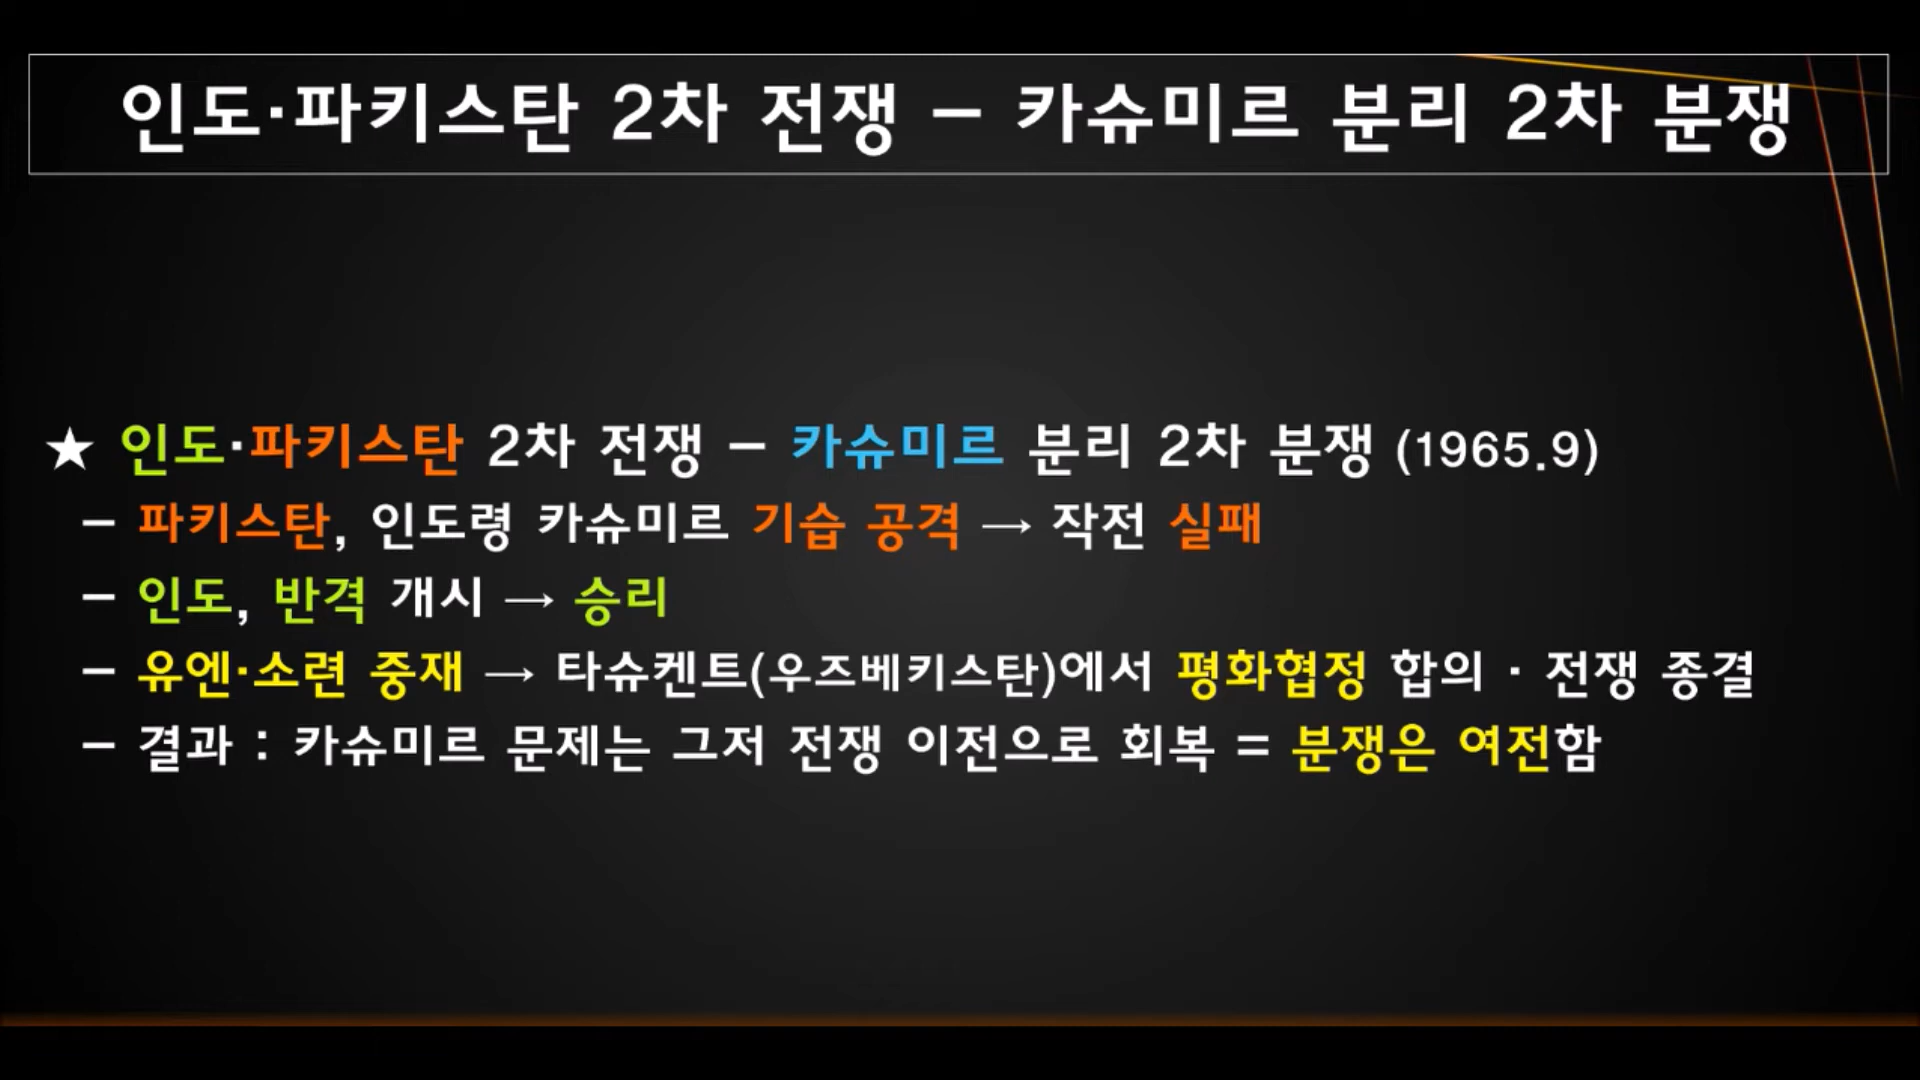 인도·파키스탄 2차 전쟁 – 카슈미르 분리 2차 분쟁
★ 인도·파키스탄 2차 전쟁 – 카슈미르 분리 2차 분쟁 (1965.9)
– 파키스탄, 인도령 카슈미르 기습 공격 → 작전 실패
– 인도, 반격 개시 → 승리
– 유엔·소련 중재 → 타슈켄트(우즈베키스탄)에서 평화협정 합의 · 전쟁 종결
– 결과 : 카슈미르 문제는 그저 전쟁 이전으로 회복 = 분쟁은 여전함